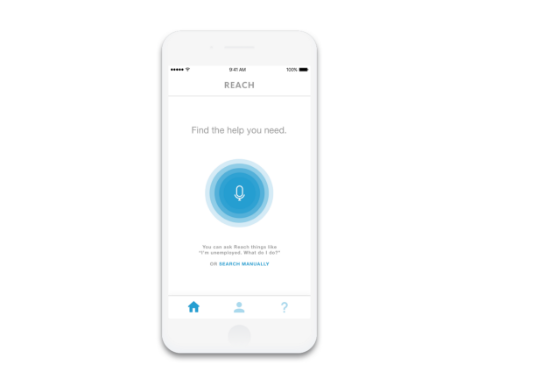 9:41 AM
100%
REACH
Find the help you need.
You can ask Reach things like
"I'm unemployed. What do I do?"
OR SEARCH MANUALLY
?